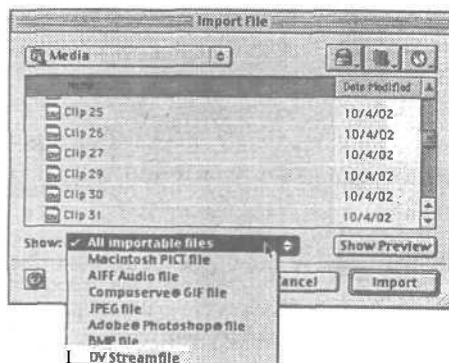 Import File
Media
Name Date Modified
Clip 25 10/4/02
Clip 26 10/4/02
Clip 27 10/4/02
Clip 29 10/4/02
Clip 30 10/4/02
Clip 31 10/4/02
Show: ✓ All importable files Show Preview
Macintosh PICT file
AIFF Audio file
ancel Import
Compuserve® GIF file
JPEG file
Adobe® Photoshop® file
BMP file
DV Stream file